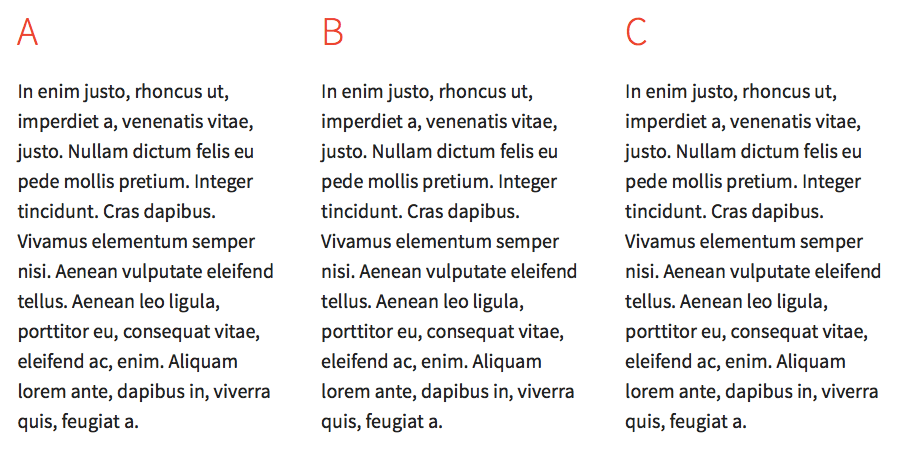 A
In enim justo, rhoncus ut,
imperdiet a, venenatis vitae,
justo. Nullam dictum felis eu
pede mollis pretium. Integer
tincidunt. Cras dapibus.
Vivamus elementum semper
nisi. Aenean vulputate eleifend
tellus. Aenean leo ligula,
porttitor eu, consequat vitae,
eleifend ac, enim. Aliquam
lorem ante, dapibus in, viverra
quis, feugiat a.
B
In enim justo, rhoncus ut,
imperdiet a, venenatis vitae,
justo. Nullam dictum felis eu
pede mollis pretium. Integer
tincidunt. Cras dapibus.
Vivamus elementum semper
nisi. Aenean vulputate eleifend
tellus. Aenean leo ligula,
porttitor eu, consequat vitae,
eleifend ac, enim. Aliquam
lorem ante, dapibus in, viverra
quis, feugiat a.
C
In enim justo, rhoncus ut,
imperdiet a, venenatis vitae,
justo. Nullam dictum felis eu
pede mollis pretium. Integer
tincidunt. Cras dapibus.
Vivamus elementum semper
nisi. Aenean vulputate eleifend
tellus. Aenean leo ligula,
porttitor eu, consequat vitae,
eleifend ac, enim. Aliquam
lorem ante, dapibus in, viverra
quis, feugiat a.